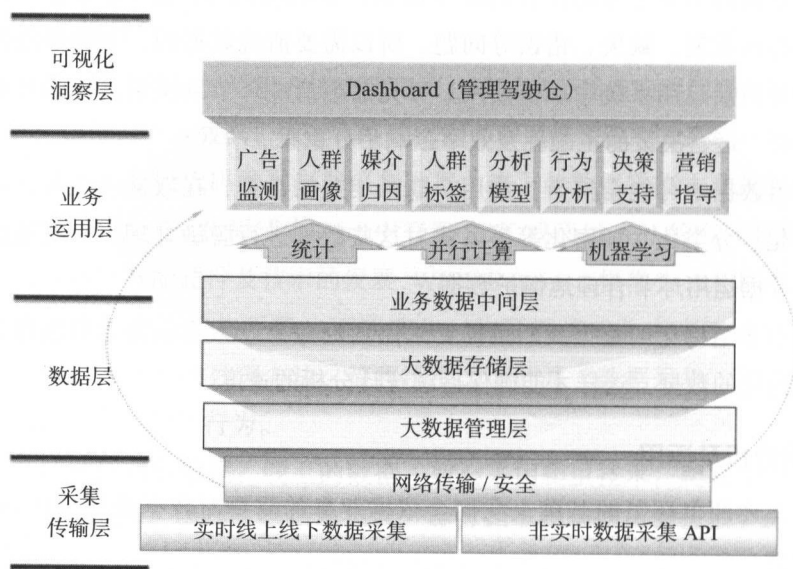 可视化
洞察层
Dashboard（管理驾驶仓）
业务
运用层
广告 人群 媒介 人群 分析 行为 决策 营销
监测 画像 归因 标签 模型 分析 支持 指导
统计 并行计算 机器学习
数据层
业务数据中间层
大数据存储层
大数据管理层
采集
传输层
网络传输 / 安全
实时线上线下数据采集 非实时数据采集 API